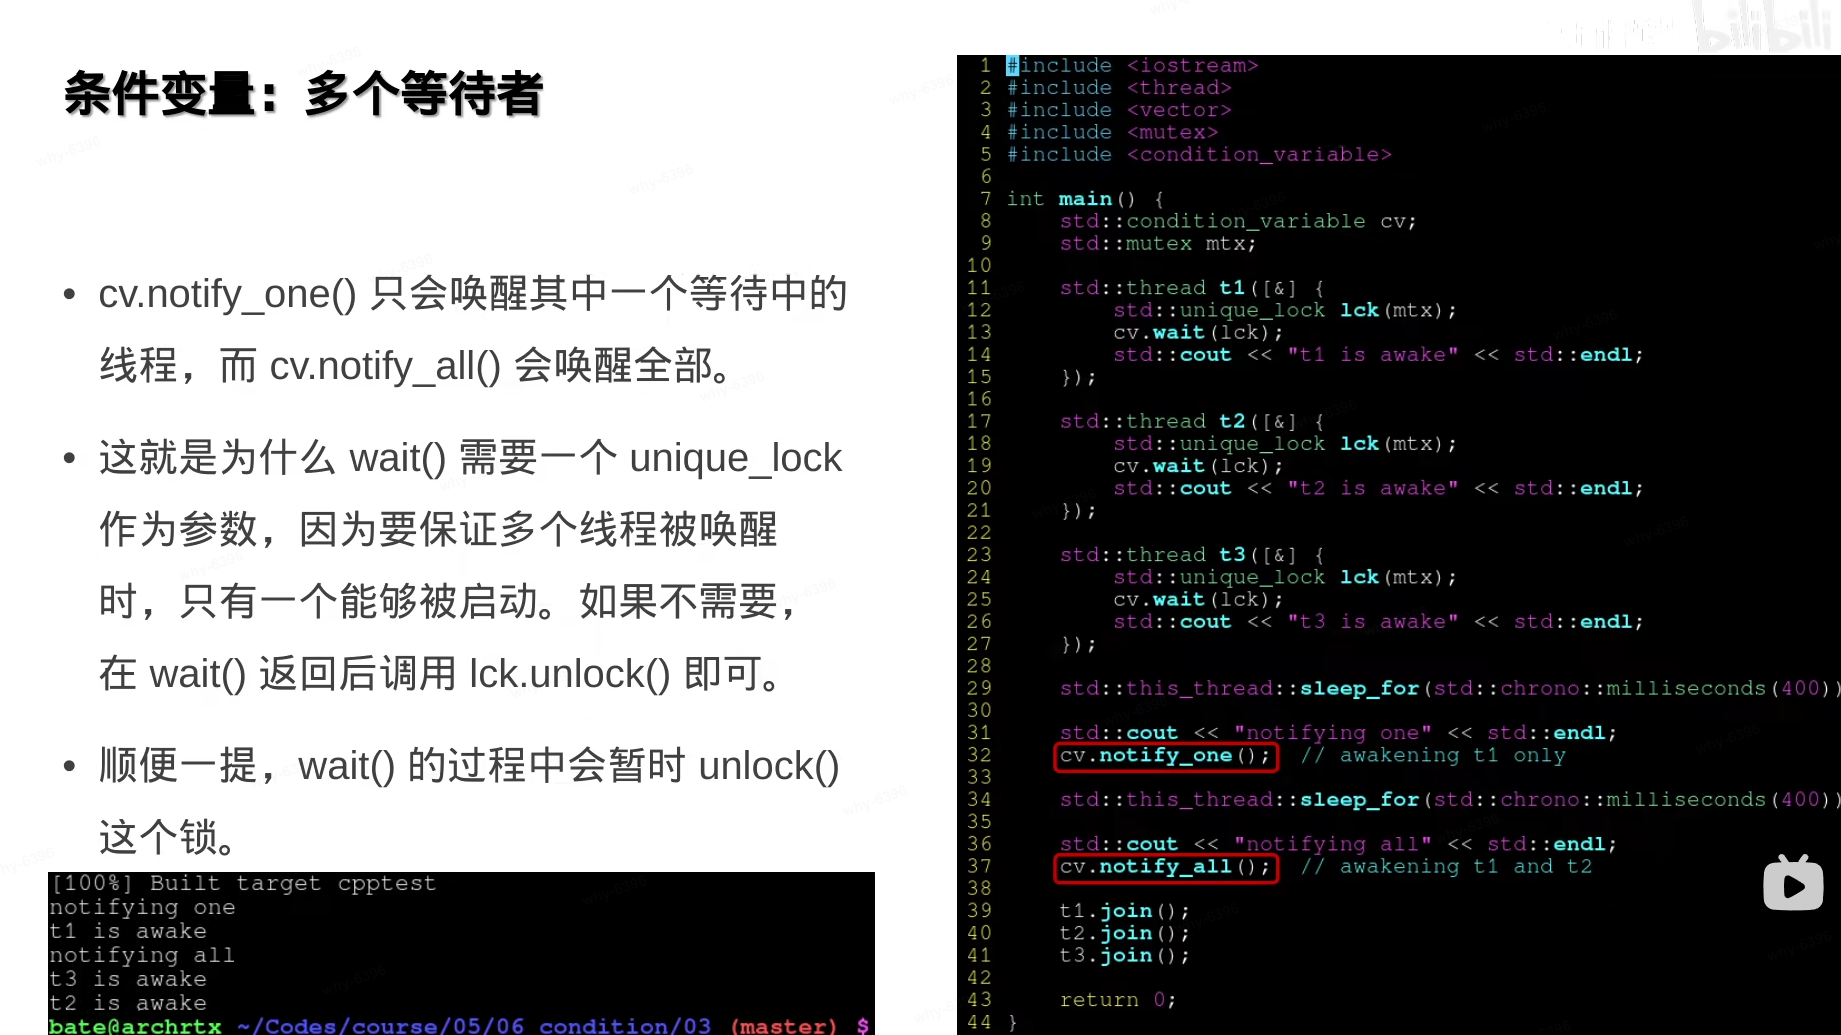 bilibili
条件变量：多个等待者
• cv.notify_one() 只会唤醒其中一个等待中的
线程，而 cv.notify_all() 会唤醒全部。
• 这就是为什么 wait() 需要一个 unique_lock
作为参数，因为要保证多个线程被唤醒
时，只有一个能够被启动。如果不需要，
在 wait() 返回后调用 lck.unlock() 即可。
• 顺便一提，wait() 的过程中会暂时 unlock()
这个锁。
[100%] Built target cpptest
notifying one
t1 is awake
notifying all
t3 is awake
t2 is awake
bate@archrtx ~/Codes/course/05/06_condition/03 (master) $
1 #include <iostream>
2 #include <thread>
3 #include <vector>
4 #include <mutex>
5 #include <condition_variable>
6
7 int main() {
8     std::condition_variable cv;
9     std::mutex mtx;
10
11     std::thread t1([&] {
12         std::unique_lock lck(mtx);
13         cv.wait(lck);
14         std::cout << "t1 is awake" << std::endl;
15     });
16
17     std::thread t2([&] {
18         std::unique_lock lck(mtx);
19         cv.wait(lck);
20         std::cout << "t2 is awake" << std::endl;
21     });
22
23     std::thread t3([&] {
24         std::unique_lock lck(mtx);
25         cv.wait(lck);
26         std::cout << "t3 is awake" << std::endl;
27     });
28
29     std::this_thread::sleep_for(std::chrono::milliseconds(400))
30
31     std::cout << "notifying one" << std::endl;
32     cv.notify_one();  // awakening t1 only
33
34     std::this_thread::sleep_for(std::chrono::milliseconds(400))
35
36     std::cout << "notifying all" << std::endl;
37     cv.notify_all();  // awakening t1 and t2
38
39     t1.join();
40     t2.join();
41     t3.join();
42
43     return 0;
44 }